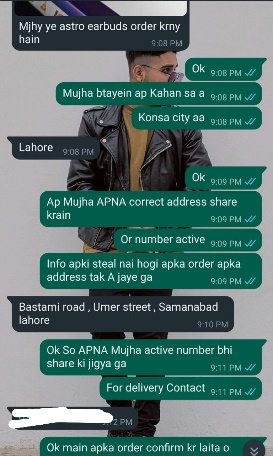 Mjhy ye astro earbuds order krny
hain
9:08 PM
Ok
9:08 PM
Mujha btayein ap Kahan sa a
9:08 PM
Konsa city aa
9:08 PM
Lahore
9:08 PM
Ok
9:09 PM
Ap Mujha APNA correct address share
krain
9:09 PM
Or number active
9:09 PM
Info apki steal nai hogi apka order apka
address tak A jaye ga
9:09 PM
Bastami road , Umer street , Samanabad
lahore
9:10 PM
Ok So APNA Mujha active number bhi
share ki jigya ga
9:11 PM
For delivery Contact
9:11 PM
PM
Ok main apka order confirm kr laita o